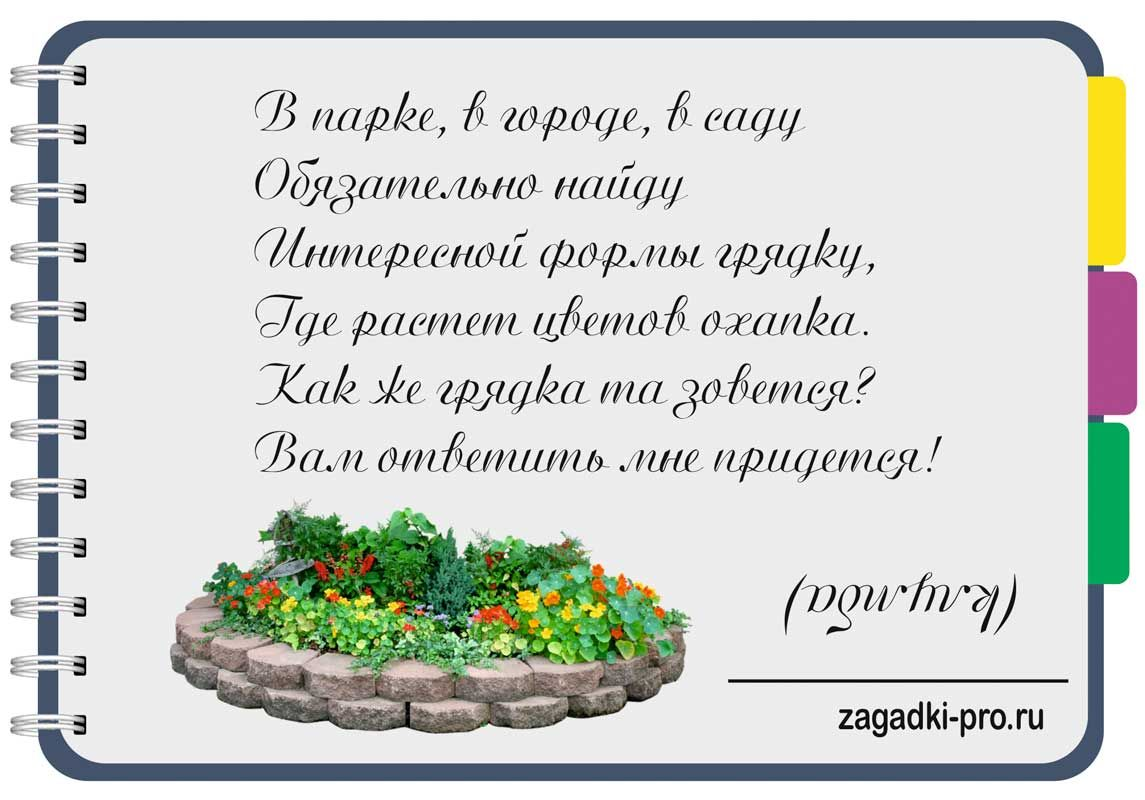 В парке, в городе, в саду
Обязательно найду
Интересной формы грядку,
Где растет цветов охапка.
Как же грядка та зовется?
Вам ответить мне придется!
(клумба)
zagadki-pro.ru